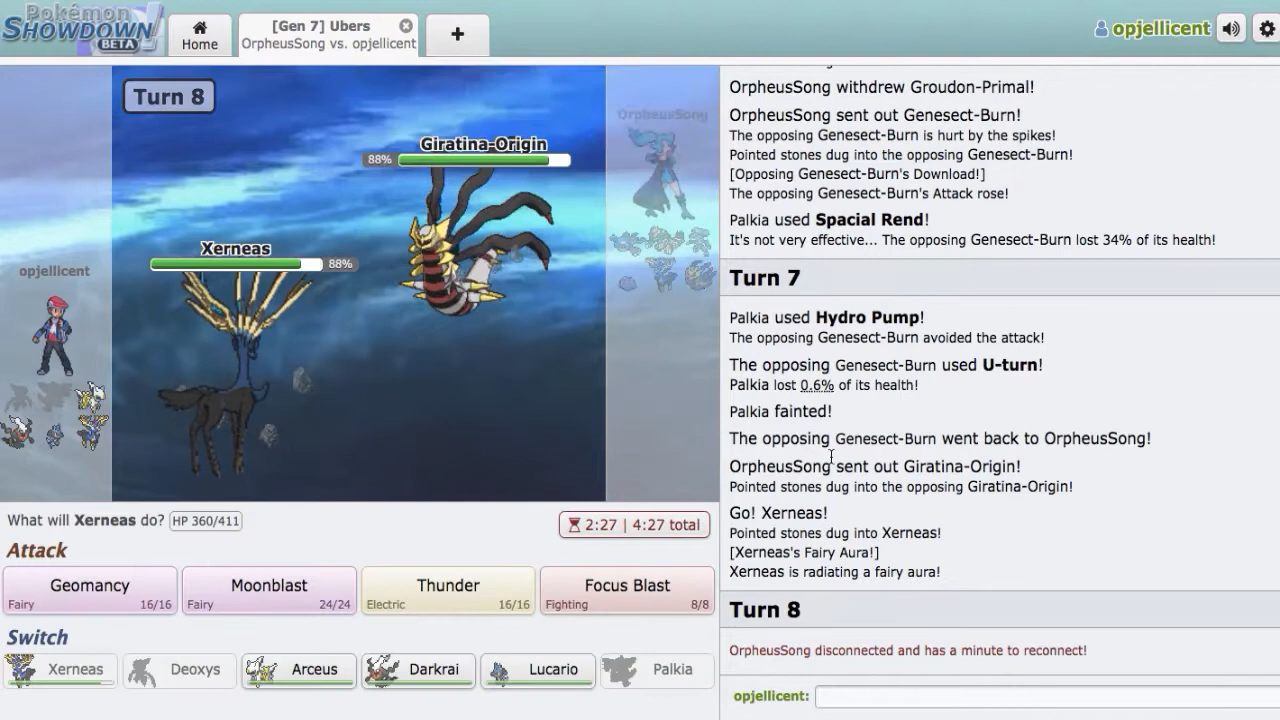 Pokémon
SHOWDOWN!
BETA
Home
[Gen 7] Ubers
OrpheusSong vs. opjellicent
+
opjellicent
Turn 8
Giratina-Origin
88%
Xerneas
88%
opjellicent
OrpheusSong
What will Xerneas do? HP 360/411
2:27 | 4:27 total
Attack
Geomancy
Fairy 16/16
Moonblast
Fairy 24/24
Thunder
Electric 16/16
Focus Blast
Fighting 8/8
Switch
Xerneas
Deoxys
Arceus
Darkrai
Lucario
Palkia
OrpheusSong withdrew Groudon-Primal!
OrpheusSong sent out Genesect-Burn!
The opposing Genesect-Burn is hurt by the spikes!
Pointed stones dug into the opposing Genesect-Burn!
[Opposing Genesect-Burn's Download!]
The opposing Genesect-Burn's Attack rose!
Palkia used Spacial Rend!
It's not very effective... The opposing Genesect-Burn lost 34% of its health!
Turn 7
Palkia used Hydro Pump!
The opposing Genesect-Burn avoided the attack!
The opposing Genesect-Burn used U-turn!
Palkia lost 0.6% of its health!
Palkia fainted!
The opposing Genesect-Burn went back to OrpheusSong!
OrpheusSong sent out Giratina-Origin!
Pointed stones dug into the opposing Giratina-Origin!
Go! Xerneas!
Pointed stones dug into Xerneas!
[Xerneas's Fairy Aura!]
Xerneas is radiating a fairy aura!
Turn 8
OrpheusSong disconnected and has a minute to reconnect!
opjellicent: